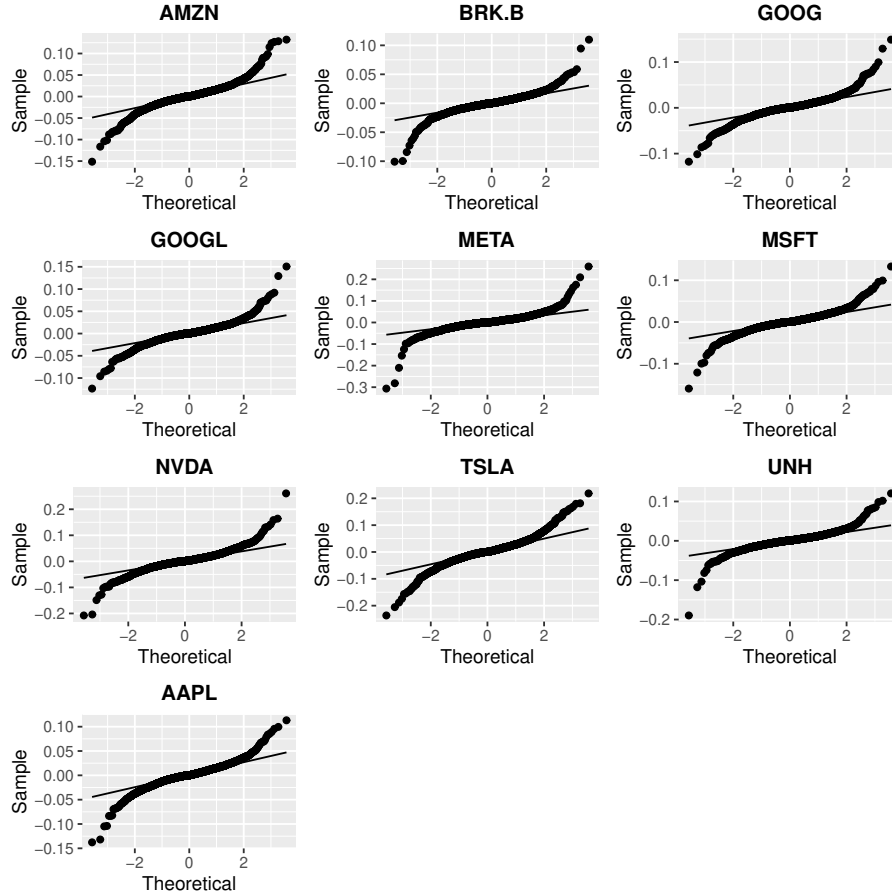 AMZN
Sample
0.10
0.05
0.00
−0.05
−0.10
−0.15
−2
0
2
Theoretical
BRK.B
Sample
0.10
0.05
0.00
−0.05
−0.10
−2
0
2
Theoretical
GOOG
Sample
0.1
0.0
−0.1
−2
0
2
Theoretical
GOOGL
Sample
0.15
0.10
0.05
0.00
−0.05
−0.10
−2
0
2
Theoretical
META
Sample
0.2
0.1
0.0
−0.1
−0.2
−0.3
−2
0
2
Theoretical
MSFT
Sample
0.1
0.0
−0.1
−2
0
2
Theoretical
NVDA
Sample
0.2
0.1
0.0
−0.1
−0.2
−2
0
2
Theoretical
TSLA
Sample
0.2
0.1
0.0
−0.1
−0.2
−2
0
2
Theoretical
UNH
Sample
0.1
0.0
−0.1
−0.2
−2
0
2
Theoretical
AAPL
Sample
0.10
0.05
0.00
−0.05
−0.10
−0.15
−2
0
2
Theoretical